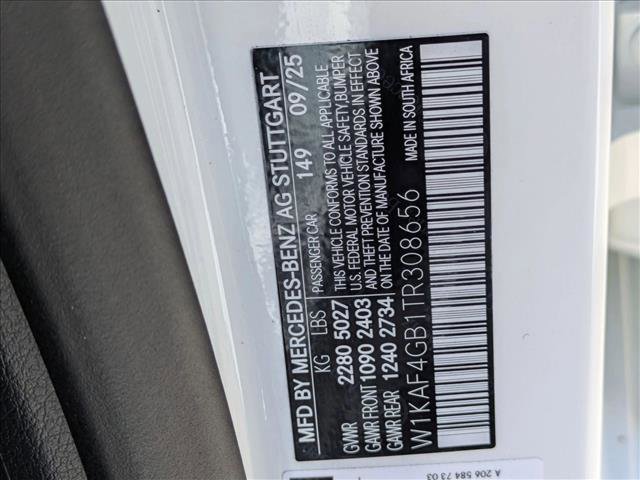 MFD BY MERCEDES-BENZ AG STUTTGART
149 09/25
KG LBS PASSENGER CAR
GVWR 2280 5027
GAWR FRONT 1090 2403
GAWR REAR 1240 2734
THIS VEHICLE CONFORMS TO ALL APPLICABLE
U.S. FEDERAL MOTOR VEHICLE SAFETY,BUMPER
AND THEFT PREVENTION STANDARDS IN EFFECT
ON THE DATE OF MANUFACTURE SHOWN ABOVE
W1KAF4GB1TR308656 MADE IN SOUTH AFRICA
A 206 584 73 03